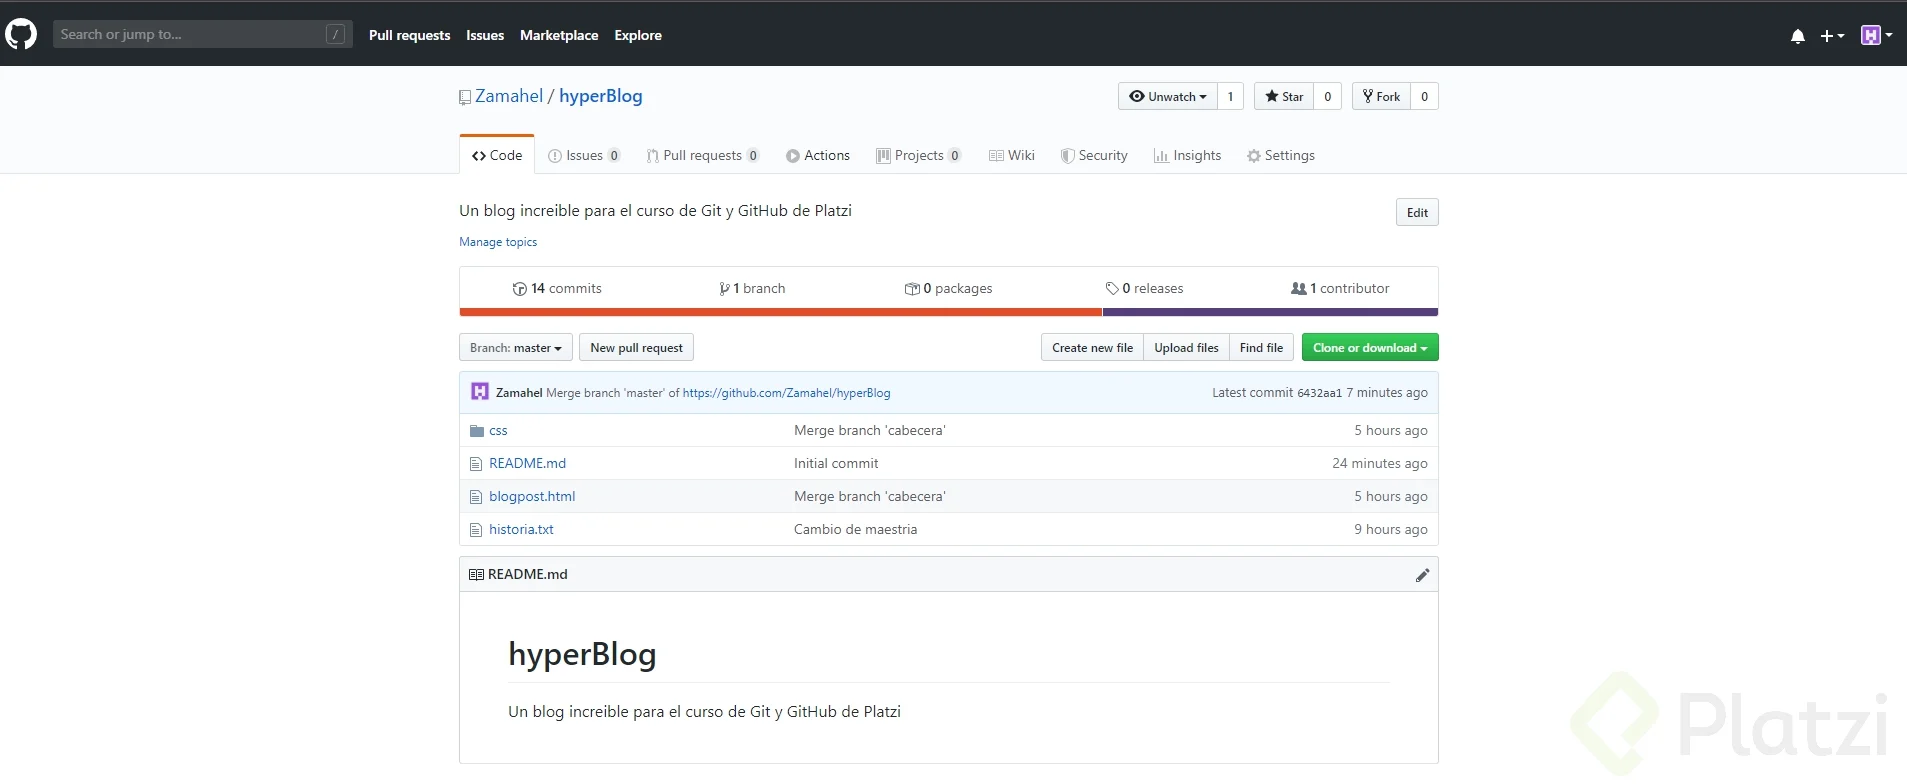 Search or jump to... / Pull requests Issues Marketplace Explore
Zamahel / hyperBlog Unwatch 1 Star 0 Fork 0
Code Issues 0 Pull requests 0 Actions Projects 0 Wiki Security Insights Settings
Un blog increible para el curso de Git y GitHub de Platzi Edit
Manage topics
14 commits 1 branch 0 packages 0 releases 1 contributor
Branch: master New pull request Create new file Upload files Find file Clone or download
Zamahel Merge branch 'master' of https://github.com/Zamahel/hyperBlog Latest commit 6432aa1 7 minutes ago
css Merge branch 'cabecera' 5 hours ago
README.md Initial commit 24 minutes ago
blogpost.html Merge branch 'cabecera' 5 hours ago
historia.txt Cambio de maestria 9 hours ago
README.md
hyperBlog
Un blog increible para el curso de Git y GitHub de Platzi
Platzi